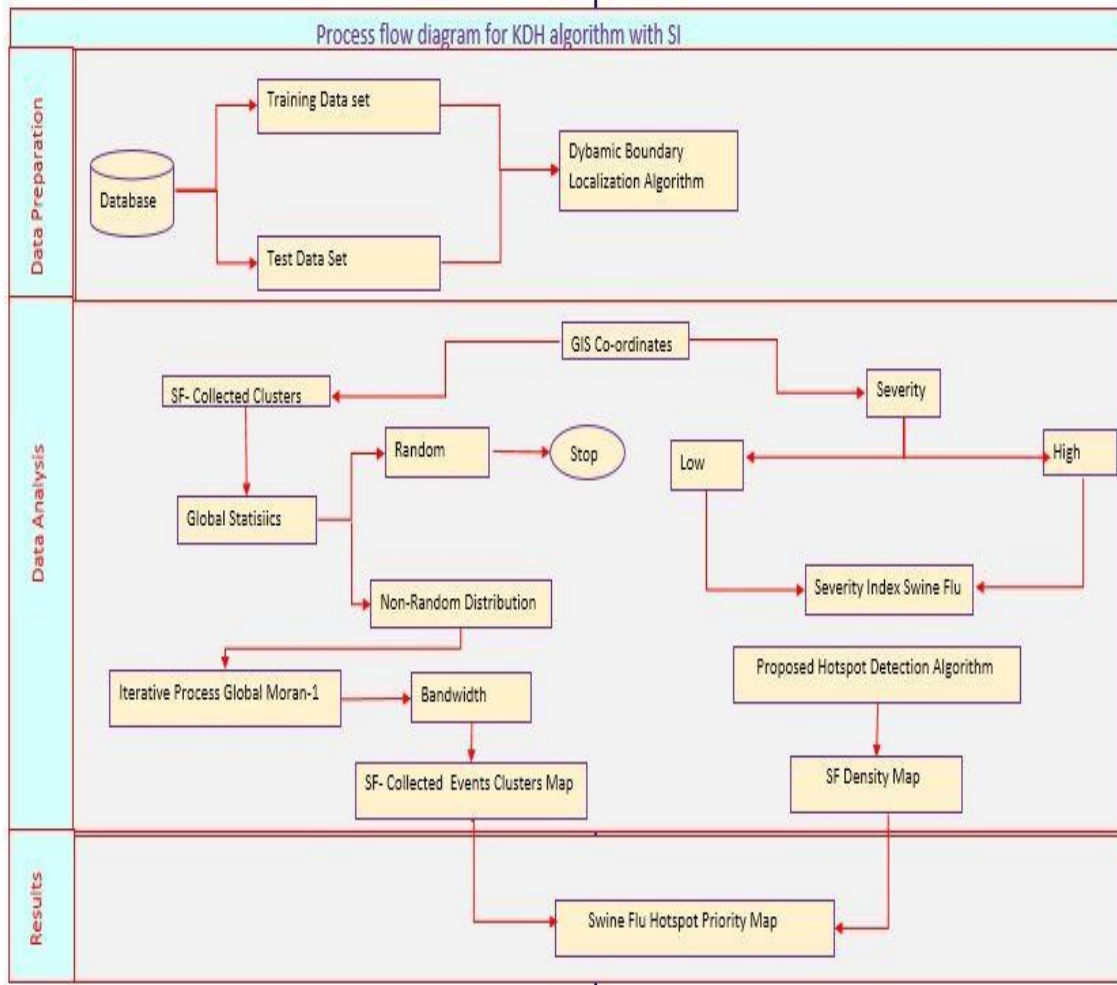 Process flow diagram for KDH algorithm with SI
Data Preparation
Training Data set
Database
Dybamic Boundary
Localization Algorithm
Test Data Set
Data Analysis
GIS Co-ordinates
SF- Collected Clusters
Severity
Random
Stop
Low
High
Global Statisiics
Non-Random Distribution
Severity Index Swine Flu
Iterative Process Global Moran-1
Bandwidth
Proposed Hotspot Detection Algorithm
SF- Collected Events Clusters Map
SF Density Map
Results
Swine Flu Hotspot Priority Map